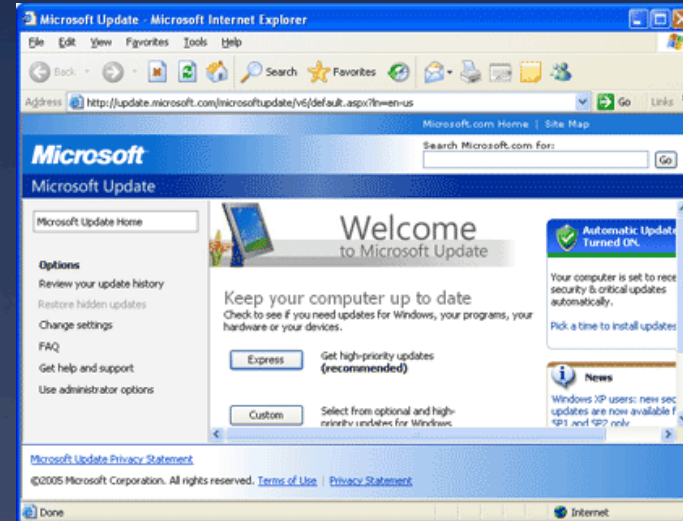 Microsoft Update - Microsoft Internet Explorer
File Edit View Favorites Tools Help
Back Search Favorites
Address http://update.microsoft.com/microsoftupdate/v6/default.aspx?ln=en-us Go Links
Microsoft.com Home | Site Map
Microsoft
Search Microsoft.com for:
Go
Microsoft Update
Microsoft Update Home
Options
Review your update history
Restore hidden updates
Change settings
FAQ
Get help and support
Use administrator options
Welcome
to Microsoft Update
Keep your computer up to date
Check to see if you need updates for Windows, your programs, your
hardware or your devices.
Express Get high-priority updates
(recommended)
Custom Select from optional and high-
priority updates for Windows
Automatic Update
Turned ON.
Your computer is set to rece
security & critical updates
automatically.
Pick a time to install updates
News
Windows XP users: new sec
updates are now available f
SP1 and SP2 only
Microsoft Update Privacy Statement
©2005 Microsoft Corporation. All rights reserved. Terms of Use | Privacy Statement
Done Internet